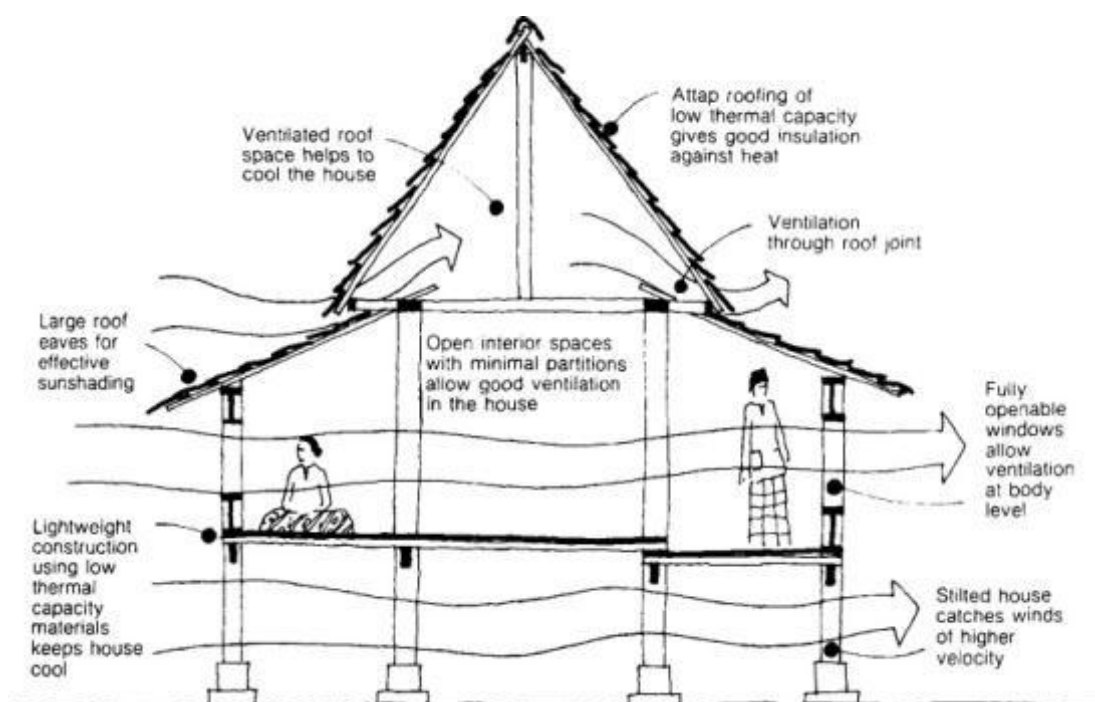 Ventilated roof
space helps to
cool the house
Attap roofing of
low thermal capacity
gives good insulation
against heat
Ventilation
through roof joint
Large roof
eaves for
effective
sunshading
Open interior spaces
with minimal partitions
allow good ventilation
in the house
Fully
openable
windows
allow
ventilation
at body
level
Lightweight
construction
using low
thermal
capacity
materials
keeps house
cool
Stilted house
catches winds
of higher
velocity